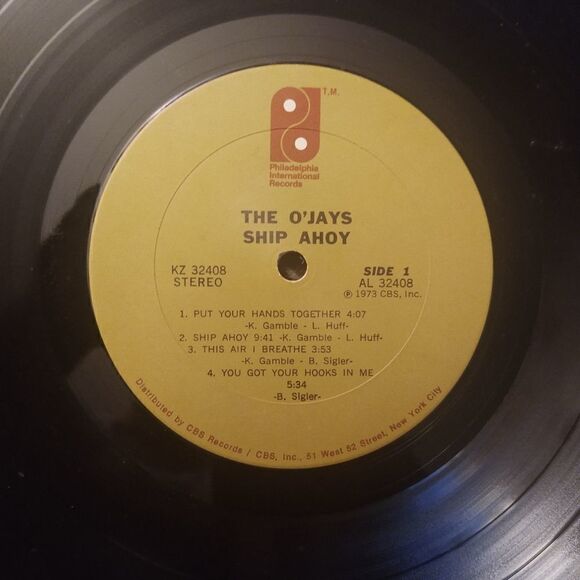 T.M.
Philadelphia
International
Records
THE O'JAYS
SHIP AHOY
KZ 32408
STEREO
SIDE 1
AL 32408
℗ 1973 CBS, Inc.
1. PUT YOUR HANDS TOGETHER 4:07
-K. Gamble - L. Huff-
2. SHIP AHOY 9:41 -K. Gamble - L. Huff-
3. THIS AIR I BREATHE 3:53
-K. Gamble - B. Sigler-
4. YOU GOT YOUR HOOKS IN ME
5:34
-B. Sigler-
Distributed by CBS Records / CBS, Inc., 51 West 52 Street, New York City